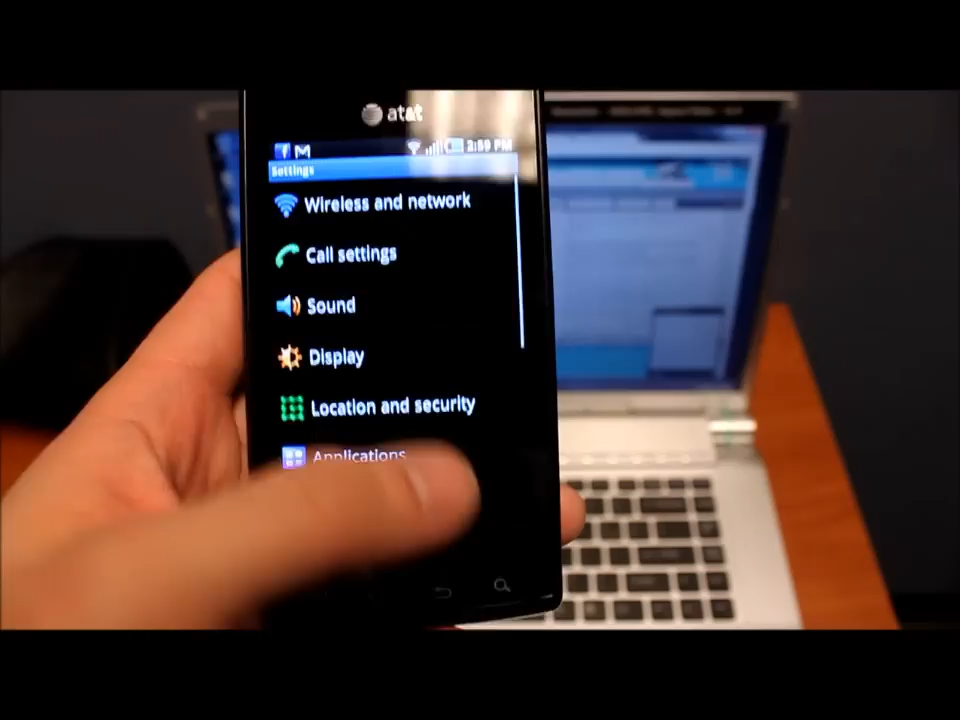 at&t
2:59 PM
Settings
Wireless and network
Call settings
Sound
Display
Location and security
Applications